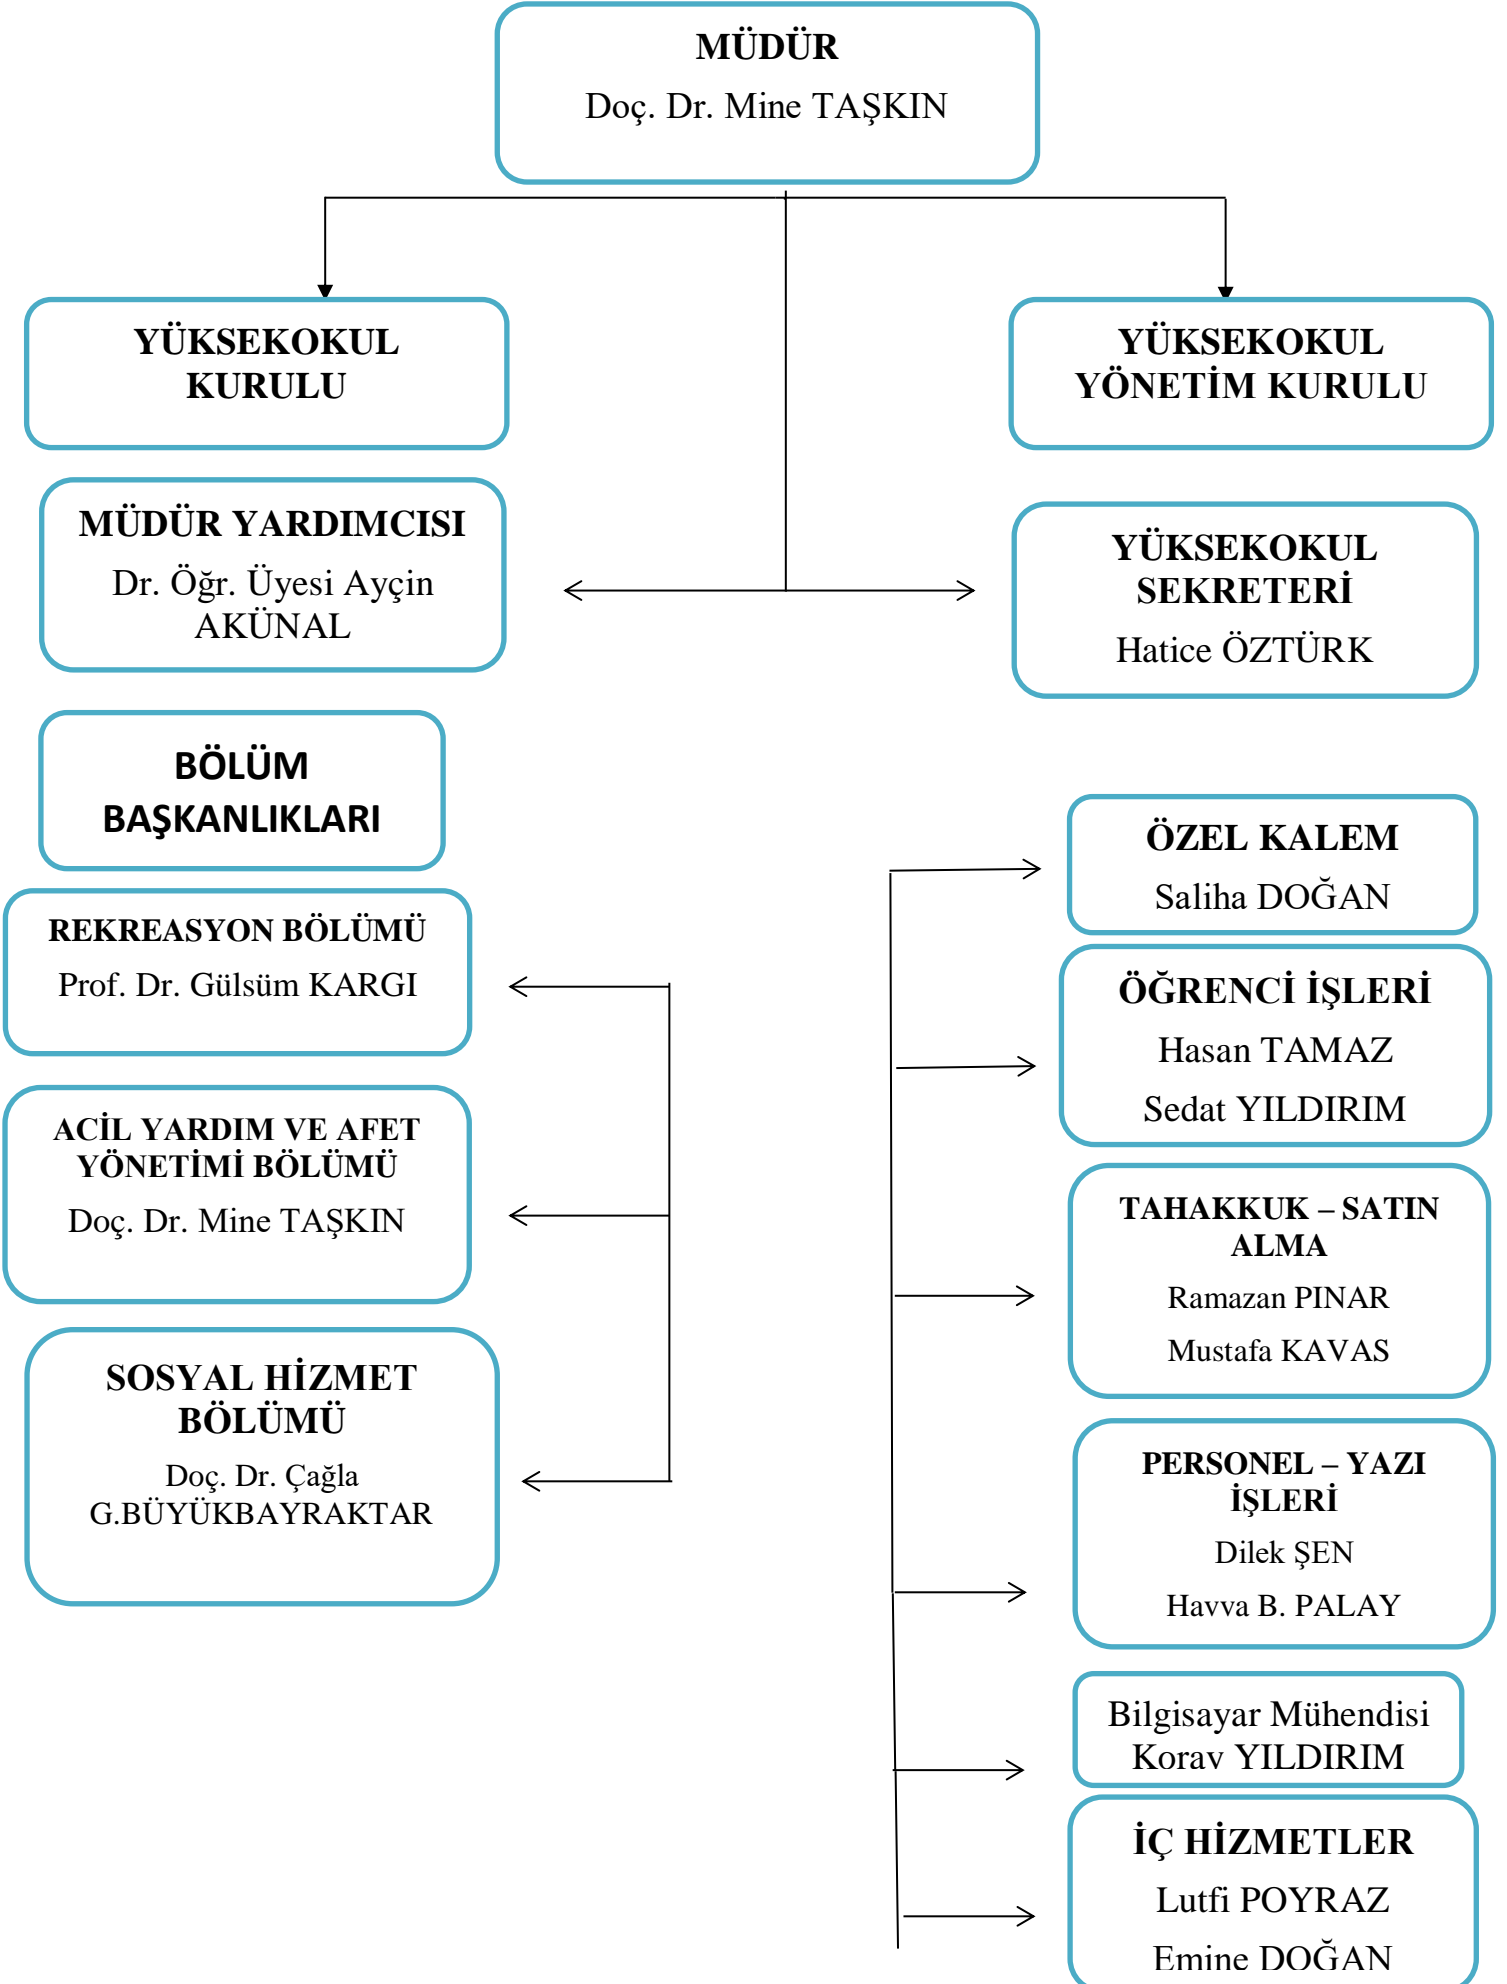 MÜDÜR
Doç. Dr. Mine TAŞKIN
YÜKSEKOKUL
KURULU
YÜKSEKOKUL
YÖNETİM KURULU
MÜDÜR YARDIMCISI
Dr. Öğr. Üyesi Ayçin
AKÜNAL
YÜKSEKOKUL
SEKRETERİ
Hatice ÖZTÜRK
BÖLÜM
BAŞKANLIKLARI
REKREASYON BÖLÜMÜ
Prof. Dr. Gülsüm KARGI
ACİL YARDIM VE AFET
YÖNETİMİ BÖLÜMÜ
Doç. Dr. Mine TAŞKIN
SOSYAL HİZMET
BÖLÜMÜ
Doç. Dr. Çağla
G.BÜYÜKBAYRAKTAR
ÖZEL KALEM
Saliha DOĞAN
ÖĞRENCİ İŞLERİ
Hasan TAMAZ
Sedat YILDIRIM
TAHAKKUK – SATIN
ALMA
Ramazan PINAR
Mustafa KAVAS
PERSONEL – YAZI
İŞLERİ
Dilek ŞEN
Havva B. PALAY
Bilgisayar Mühendisi
Korav YILDIRIM
İÇ HİZMETLER
Lutfi POYRAZ
Emine DOĞAN